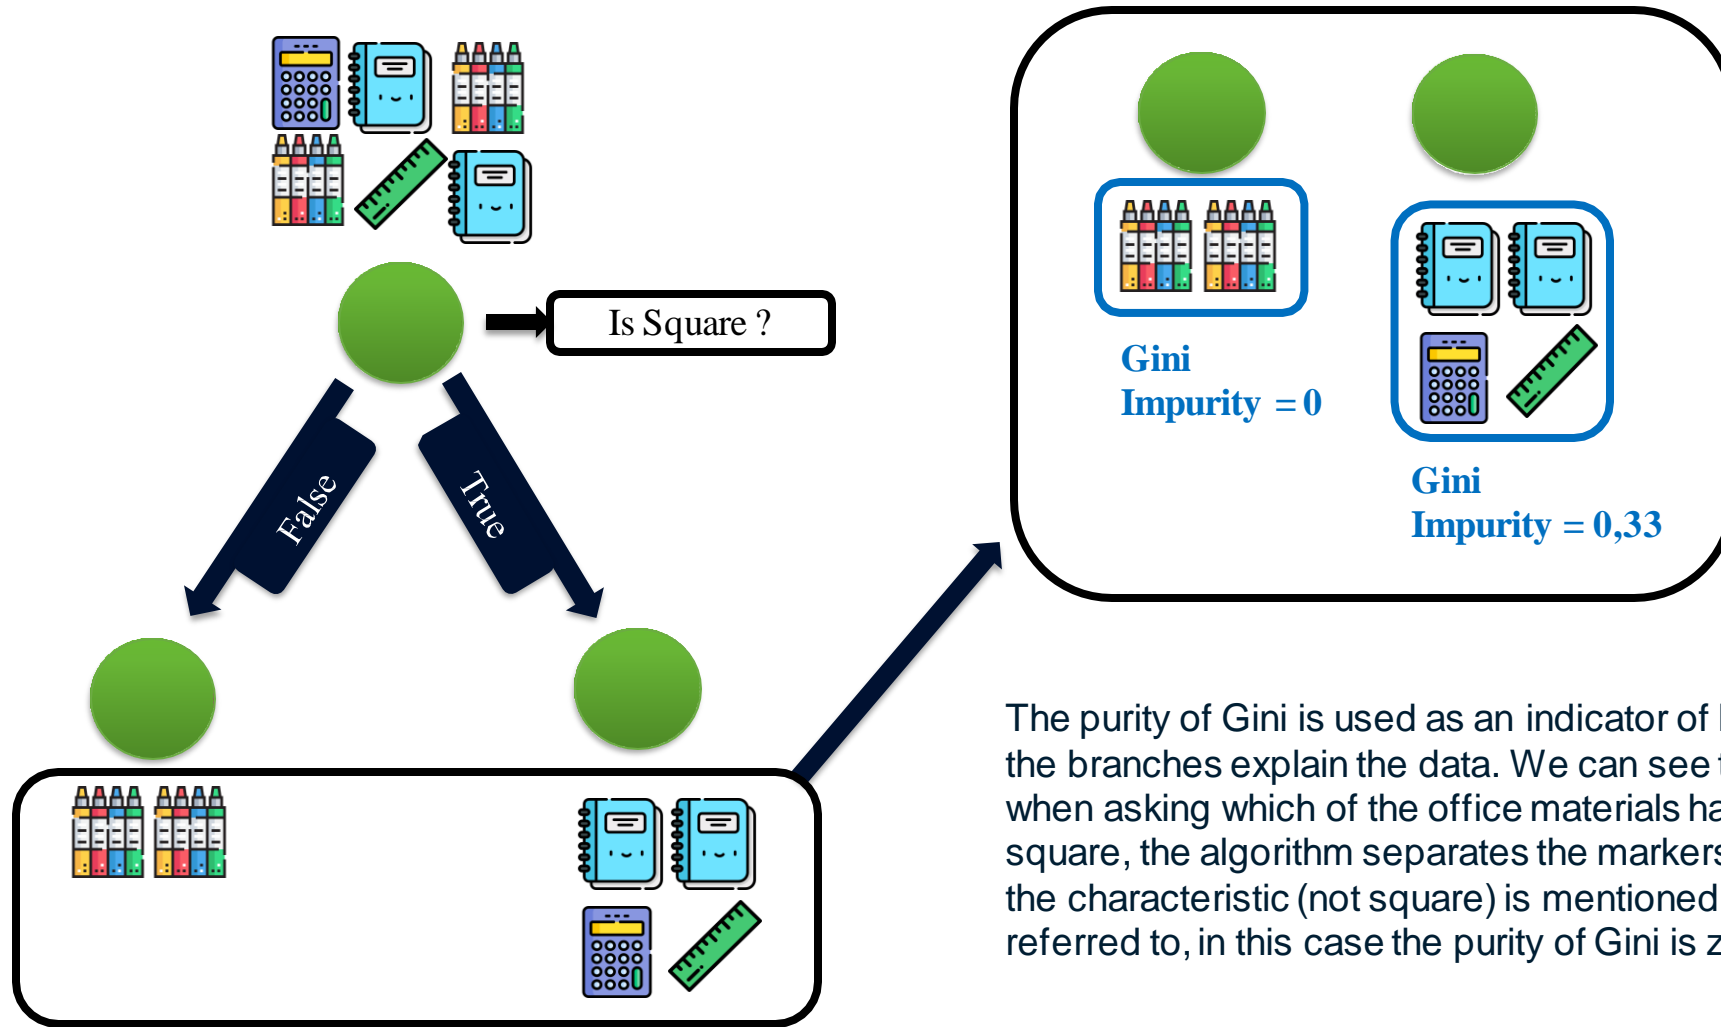 Is Square ?
False
True
Gini
Impurity = 0
Gini
Impurity = 0,33
The purity of Gini is used as an indicator of
the branches explain the data. We can see
when asking which of the office materials
square, the algorithm separates the markers
the characteristic (not square) is mentioned
referred to, in this case the purity of Gini is